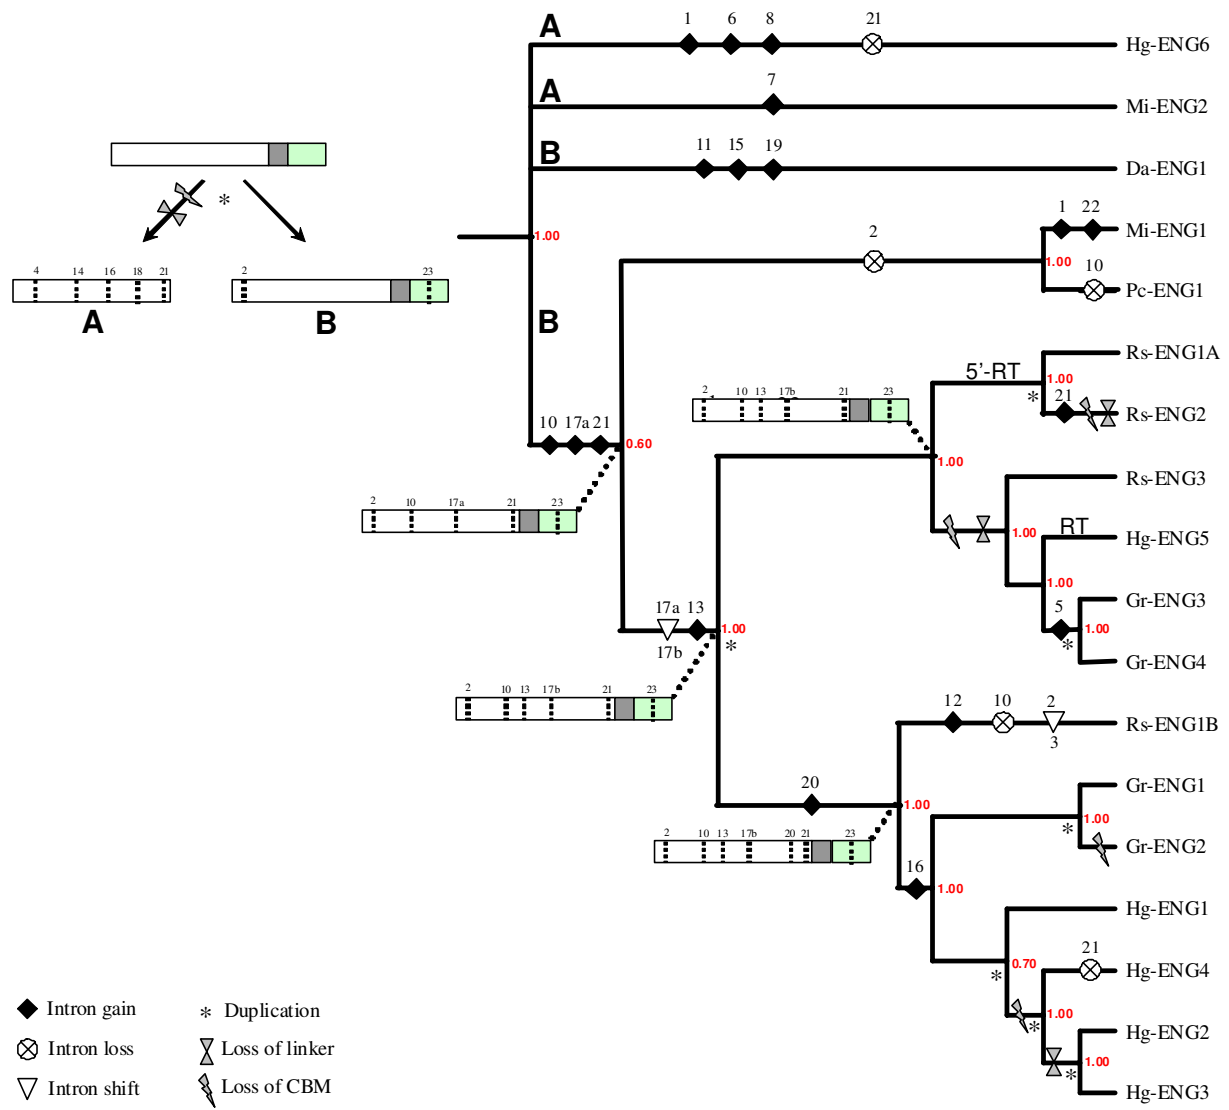 A 1 6 8 21 Hg-ENG6
A 7 Mi-ENG2
B 11 15 19 Da-ENG1
*
1 22 Mi-ENG1
2 1.00
1.00
10 Pc-ENG1
4 14 16 18 21
2 23
A B
B
5'-RT Rs-ENG1A
1.00
* 21 Rs-ENG2
2 10 13 17b 21 23
10 17a 21 0.60
1.00
Rs-ENG3
2 10 17a 21 23
1.00 RT Hg-ENG5
1.00
5 Gr-ENG3
1.00
* Gr-ENG4
17a 13 1.00
17b *
2 10 13 17b 21 23
12 10 2 Rs-ENG1B
3
20 1.00
Gr-ENG1
1.00
* Gr-ENG2
2 10 13 17b 20 21 23
16 1.00
Hg-ENG1
0.70
* 21 Hg-ENG4
1.00
* Hg-ENG2
1.00
* Hg-ENG3
Intron gain * Duplication
Intron loss Loss of linker
Intron shift Loss of CBM